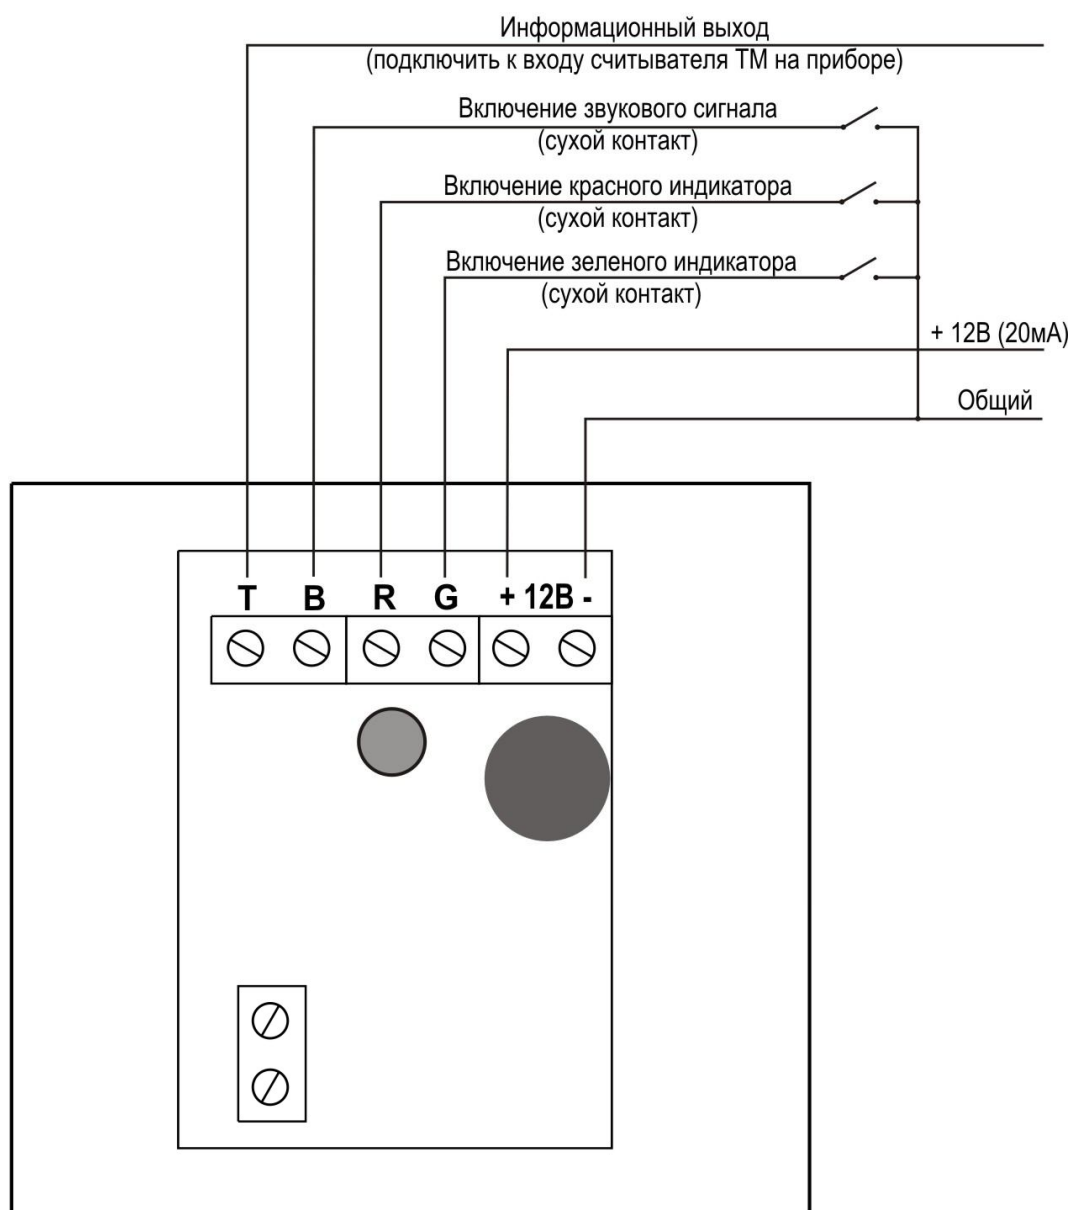 Информационный выход
(подключить к входу считывателя ТМ на приборе)
Включение звукового сигнала
(сухой контакт)
Включение красного индикатора
(сухой контакт)
Включение зеленого индикатора
(сухой контакт)
+ 12В (20мА)
Общий
T B R G + 12В -